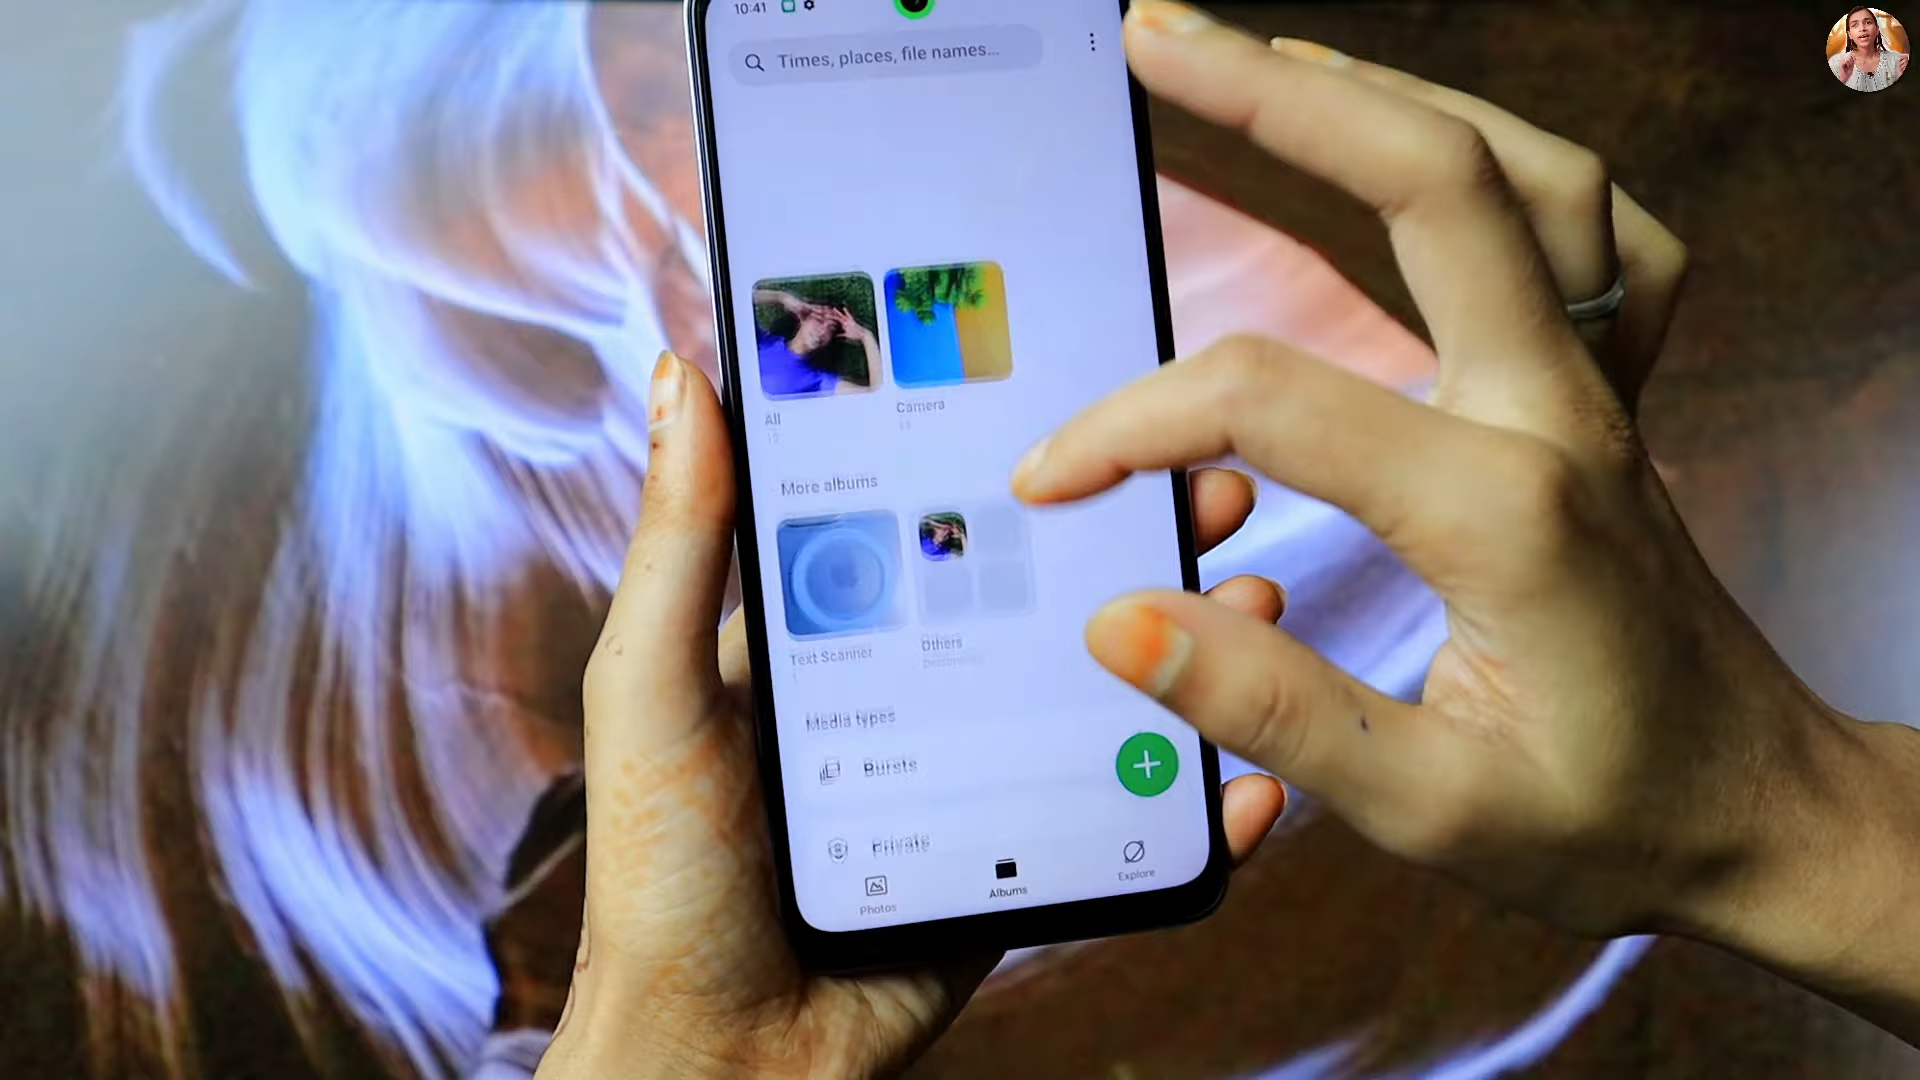 10:41
Times, places, file names...
All
Camera
More albums
Text Scanner
Others
Media types
Bursts
Private
Photos
Albums
Explore